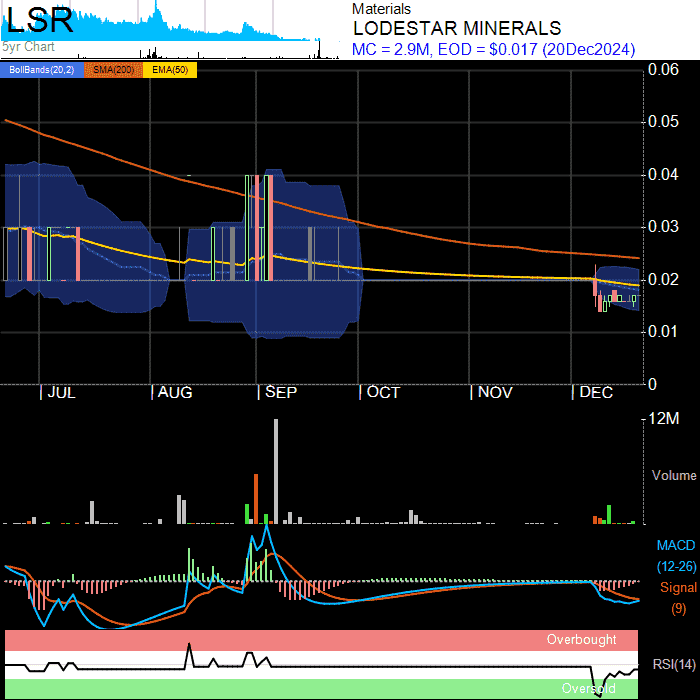 LSR
5yr Chart
Materials
LODESTAR MINERALS
MC = 2.9M, EOD = $0.017 (20Dec2024)
BollBands(20,2) SMA(200) EMA(50)
0.06
0.05
0.04
0.03
0.02
0.01
0
JUL AUG SEP OCT NOV DEC
12M
Volume
MACD
(12-26)
Signal
(9)
Overbought
RSI(14)
Oversold